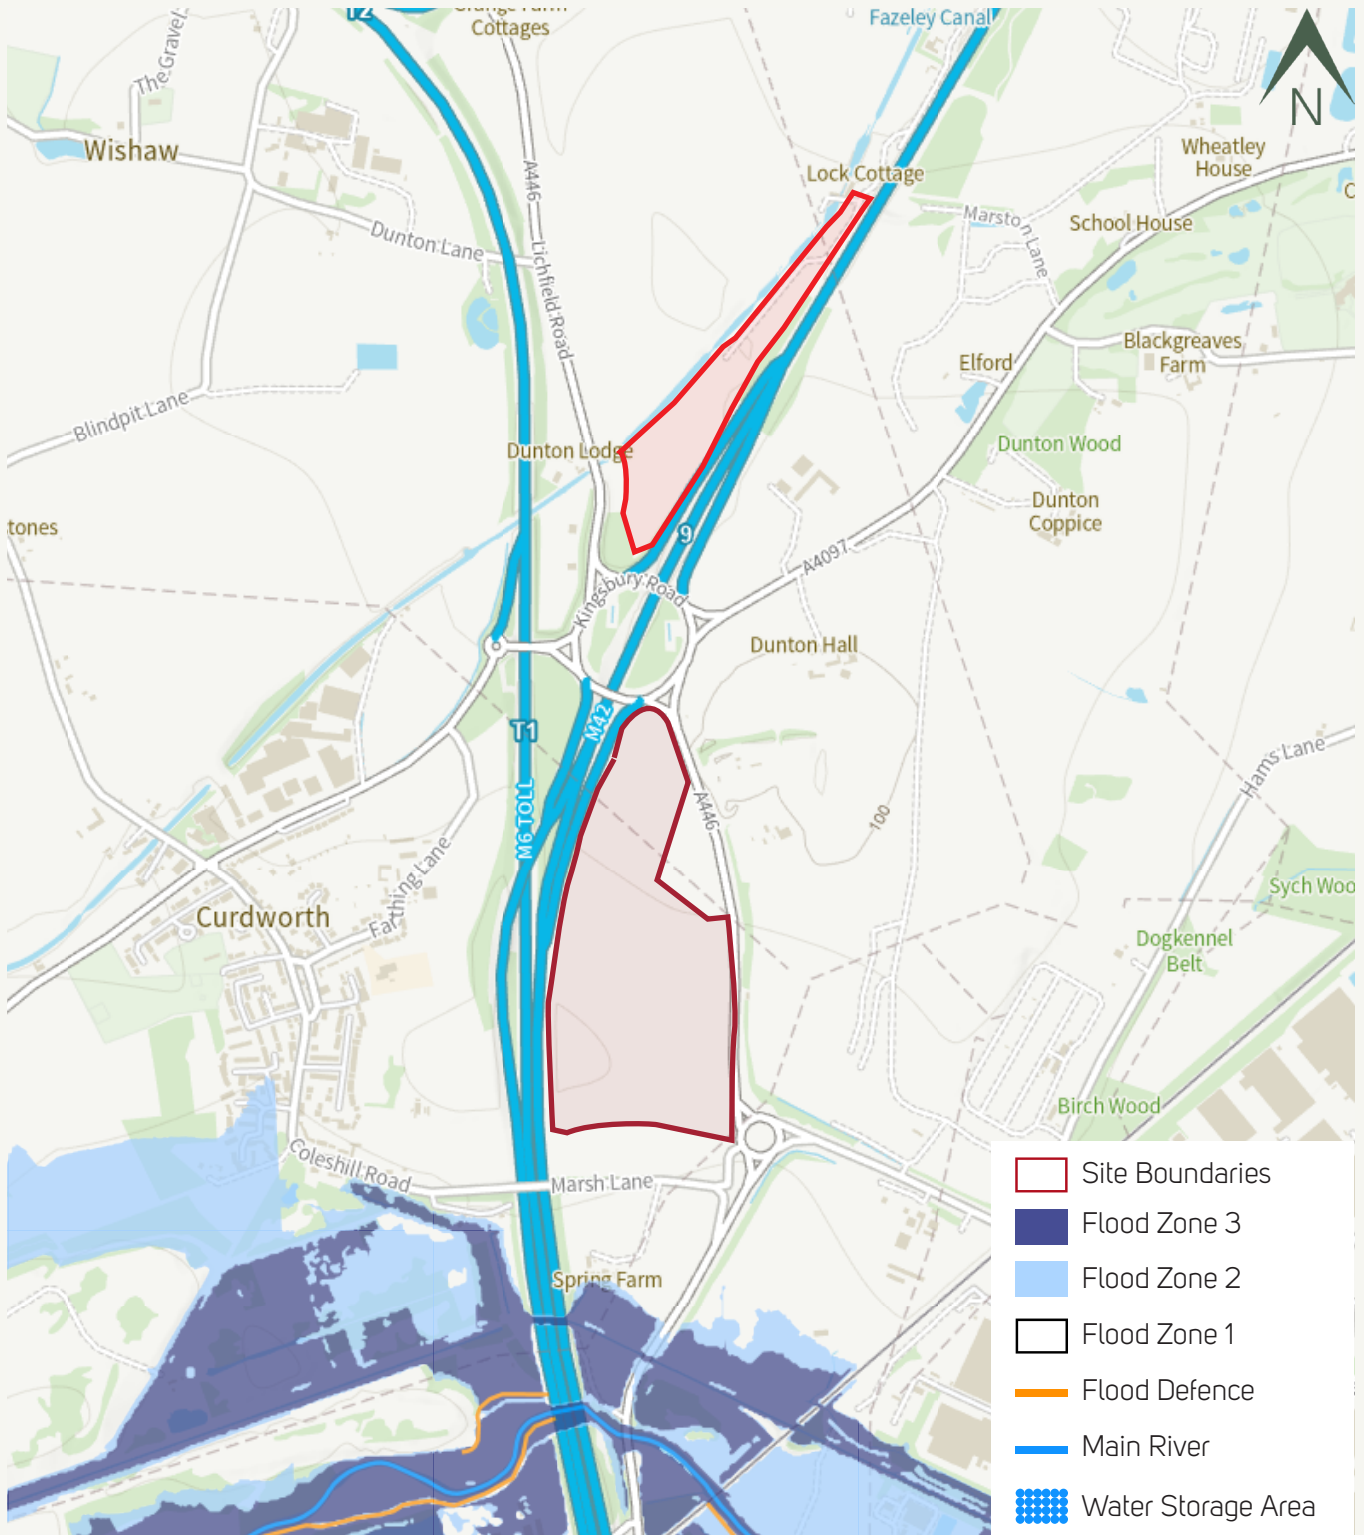 T2
Grange Farm
Cottages
Fazeley Canal
N
The Gravel
Wishaw
A446
Lock Cottage
Wheatley
House
C
Dunton Lane
Lichfield Road
Marston Lane
School House
Blackgreaves
Farm
Elford
Blindpit Lane
Dunton Lodge
Dunton Wood
Dunton
Coppice
tones
9
A4097
Kingsbury Road
Dunton Hall
T1
M42
M6 TOLL
A446
100
Hams Lane
Farthing Lane
Curdworth
Sych Woo
Dogkennel
Belt
Birch Wood
Coleshill Road
Marsh Lane
Spring Farm
Site Boundaries
Flood Zone 3
Flood Zone 2
Flood Zone 1
Flood Defence
Main River
Water Storage Area